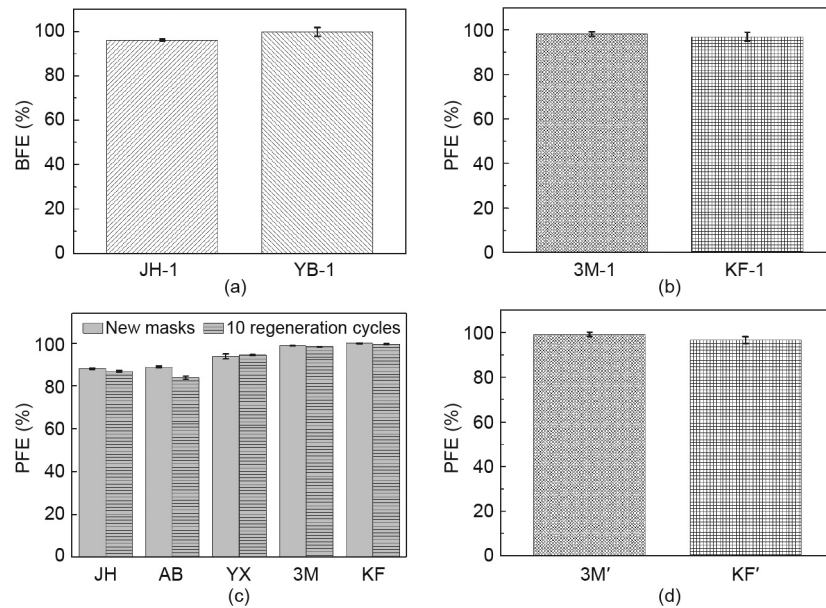 BFE (%)
100
80
60
40
20
0
JH-1 YB-1
(a)
PFE (%)
100
80
60
40
20
0
3M-1 KF-1
(b)
New masks 10 regeneration cycles
PFE (%)
100
80
60
40
20
0
JH AB YX 3M KF
(c)
PFE (%)
100
80
60
40
20
0
3M′ KF′
(d)